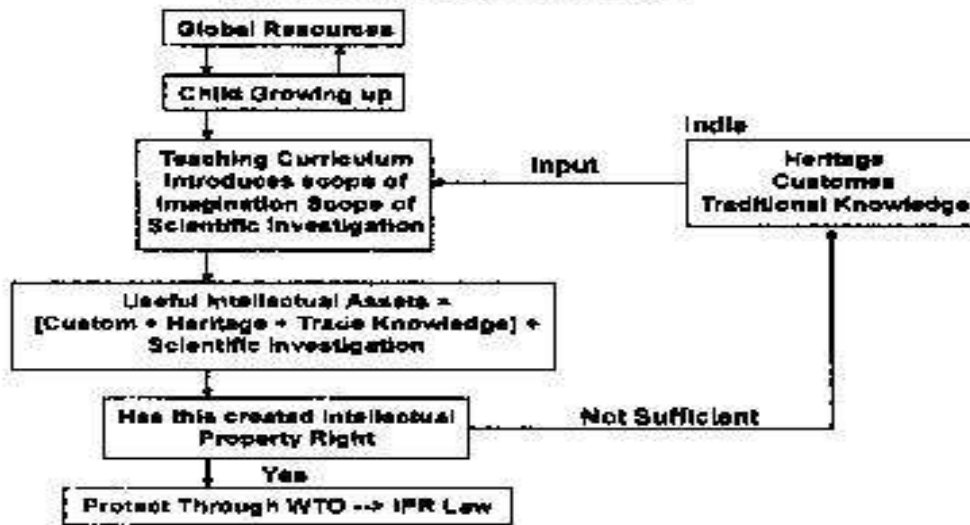 Global Resources
Child Growing up
Teaching Curriculum
Introduces scope of
Imagination Scope of
Scientific Investigation
Input
India
Heritage
Customes
Traditional Knowledge
Useful Intellectual Assets =
[Custom + Heritage + Trade Knowledge] +
Scientific Investigation
Has this created Intellectual
Property Right
Not Sufficient
Yes
Protect Through WTO --> IPR Law